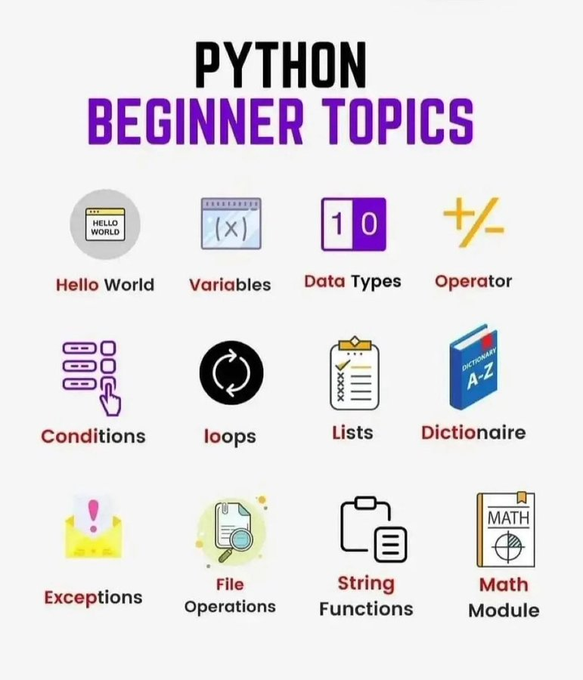 PYTHON
BEGINNER TOPICS
HELLO
WORLD
(x)
1 0
+/-
Hello World
Variables
Data Types
Operator
DICTIONARY
A-Z
XXXX
Conditions
loops
Lists
Dictionaire
!
MATH
Exceptions
File
Operations
String
Functions
Math
Module